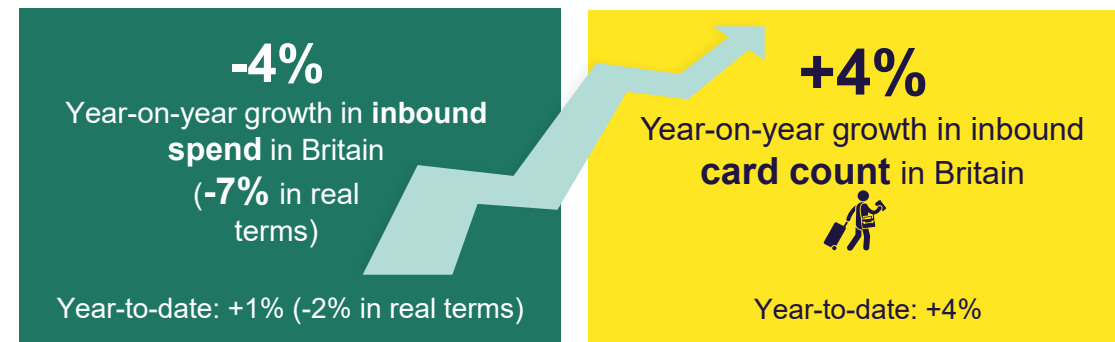 -4%
Year-on-year growth in inbound
spend in Britain
(-7% in real
terms)
Year-to-date: +1% (-2% in real terms)
+4%
Year-on-year growth in inbound
card count in Britain
Year-to-date: +4%